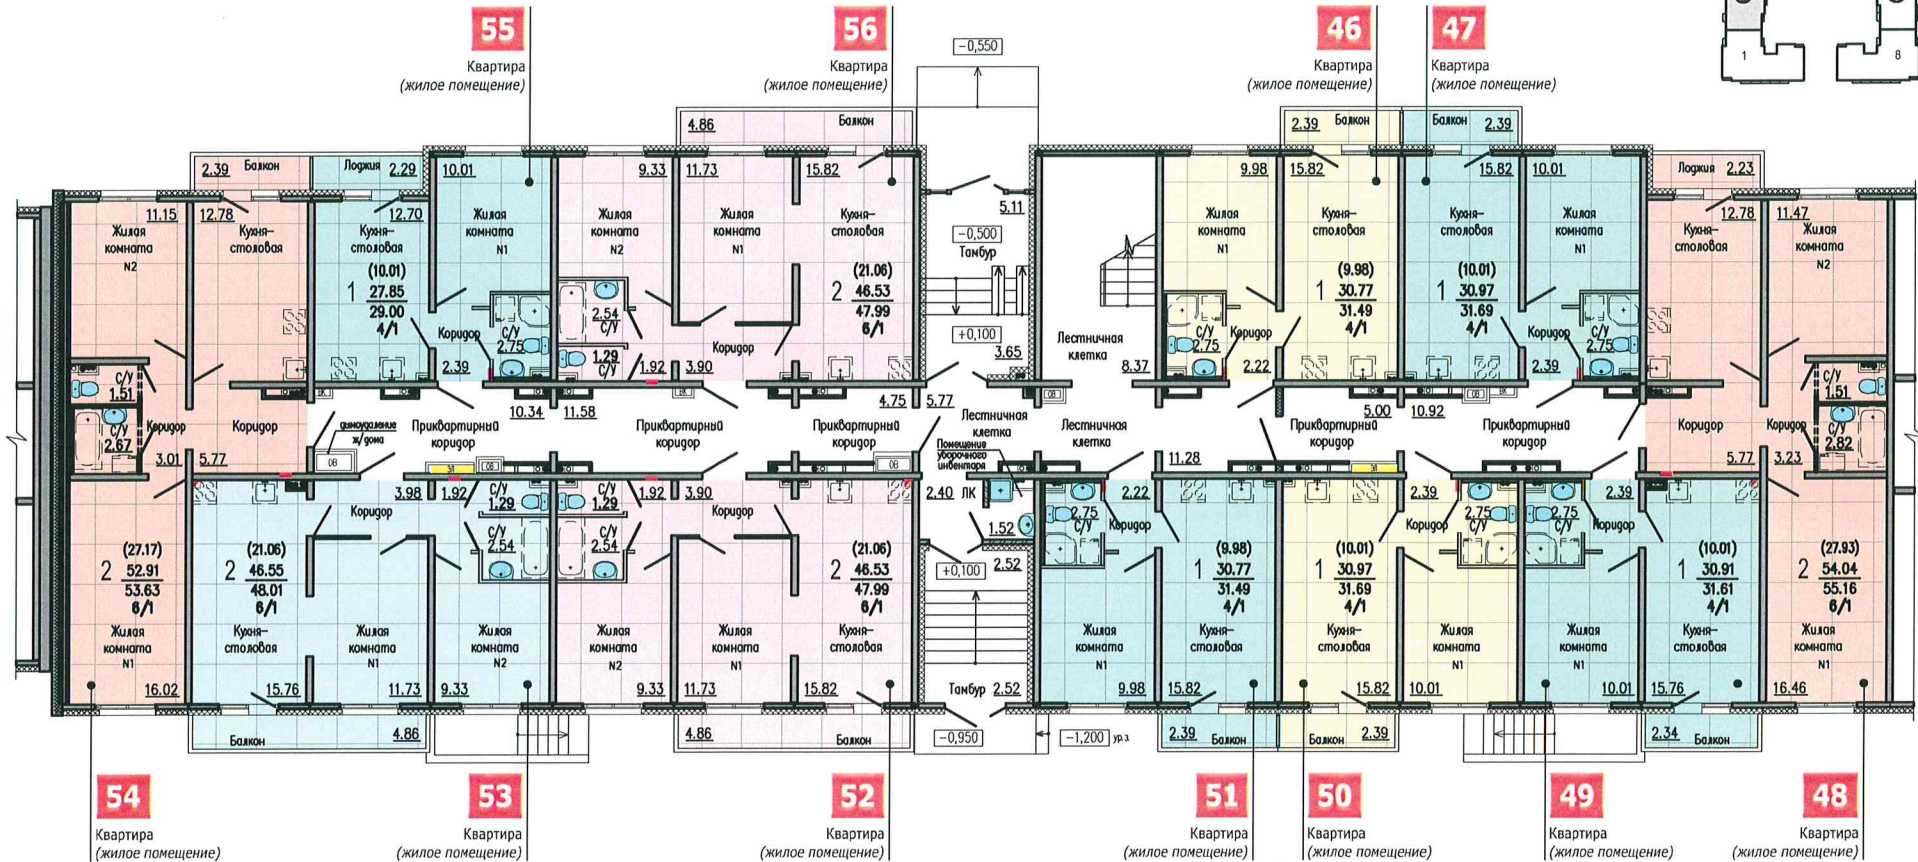 55
Квартира
(жилое помещение)
56
Квартира
(жилое помещение)
46
Квартира
(жилое помещение)
47
Квартира
(жилое помещение)
1
8
-0,550
4.86 Балкон
2.39 Балкон
Балкон 2.39
2.39 Балкон
Лоджия 2.29
Лоджия 2.23
11.15
Жилая
комната
N2
12.78
Кухня-
столовая
12.70
Кухня-
столовая
(10.01)
1 27.85
29.00
4/1
10.01
Жилая
комната
N1
Коридор
2.39
С/У
2.75
9.33
Жилая
комната
N2
2.54
С/У
1.29
С/У
1.92
11.73
Жилая
комната
N1
Коридор
3.90
15.82
Кухня-
столовая
(21.06)
2 46.53
47.99
6/1
5.11
-0,500
Тамбур
+0,100
3.65
Лестничная
клетка
8.37
9.98
Жилая
комната
N1
С/У
2.75
Коридор
2.22
15.82
Кухня-
столовая
(9.98)
1 30.77
31.49
4/1
15.82
Кухня-
столовая
(10.01)
1 30.97
31.69
4/1
10.01
Жилая
комната
N1
Коридор
2.39
С/У
2.75
12.78
Кухня-
столовая
11.47
Жилая
комната
N2
С/У
1.51
С/У
2.67
Коридор
3.01
Коридор
5.77
дымоудаление
ж/дома
ОВ
ВК
10.34
Приквартирный
коридор
ЭЛ
ОВ
11.58
Приквартирный
коридор
ВК
4.75
Приквартирный
коридор
ОВ
5.77
Лестничная
клетка
Помещение
уборочного
инвентаря
2.40 ЛК
1.52
ОВ
Лестничная
клетка
11.28
5.00
Приквартирный
коридор
ЭЛ
10.92
ОВ
ВК
Приквартирный
коридор
Коридор
5.77
Коридор
3.23
С/У
1.51
С/У
2.82
(27.17)
2 52.91
53.63
6/1
Жилая
комната
N1
16.02
(21.06)
2 46.55
48.01
6/1
Кухня-
столовая
15.76
3.98
Коридор
Жилая
комната
N1
11.73
1.92
С/У
1.29
С/У
2.54
Жилая
комната
N2
9.33
С/У
1.29
С/У
2.54
1.92
Жилая
комната
N2
9.33
3.90
Коридор
Жилая
комната
N1
11.73
(21.06)
2 46.53
47.99
6/1
Кухня-
столовая
15.82
+0,100
2.52
Тамбур 2.52
2.75
С/У
2.22
Коридор
Жилая
комната
N1
9.98
(9.98)
1 30.77
31.49
4/1
Кухня-
столовая
15.82
(10.01)
1 30.97
31.69
4/1
Кухня-
столовая
15.82
2.39
Коридор
2.75
С/У
Жилая
комната
N1
10.01
2.75
С/У
2.39
Коридор
Жилая
комната
N1
10.01
(10.01)
1 30.91
31.61
4/1
Кухня-
столовая
15.76
(27.93)
2 54.04
55.16
6/1
Жилая
комната
N1
16.46
Балкон 4.86
4.86 Балкон
-0,950
-1,200 ур.з.
2.39 Балкон
Балкон 2.39
2.34 Балкон
54
Квартира
(жилое помещение)
53
Квартира
(жилое помещение)
52
Квартира
(жилое помещение)
51
Квартира
(жилое помещение)
50
Квартира
(жилое помещение)
49
Квартира
(жилое помещение)
48
Квартира
(жилое помещение)